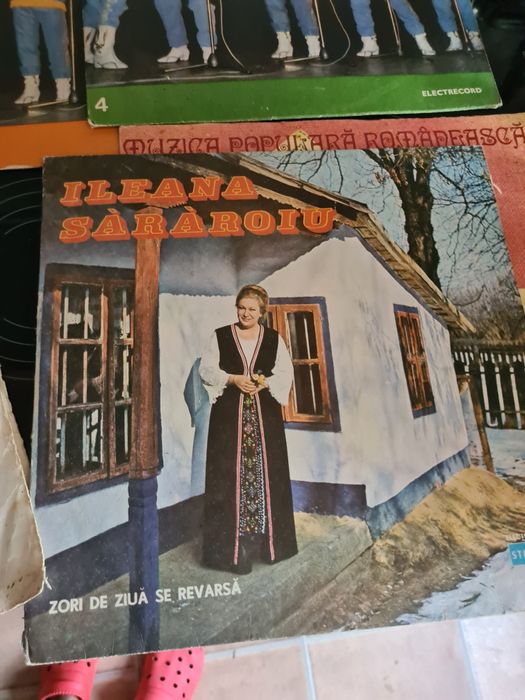 4
ELECTRECORD
MUZICA POPULARĂ ROMÂNEASCĂ
ILEANA
SĂRĂROIU
ZORI DE ZIUĂ SE REVARSĂ